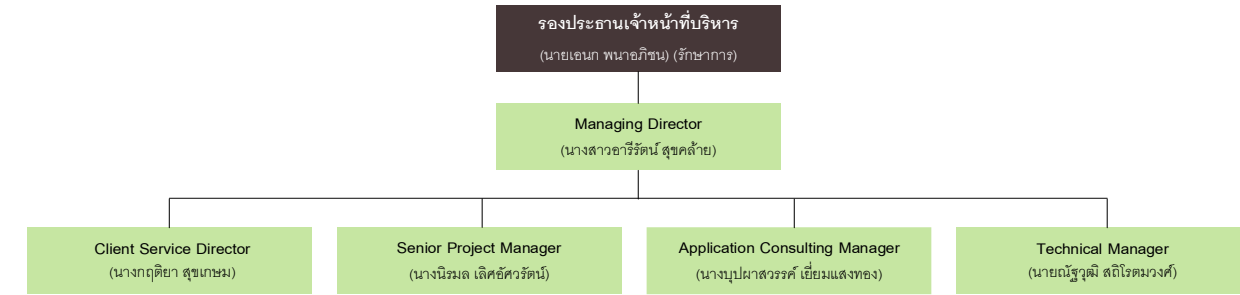 รองประธานเจ้าหน้าที่บริหาร
(นายเอนก พนาอภิชน) (รักษาการ)
Managing Director
(นางสาวอารีรัตน์ สุขคล้าย)
Client Service Director
(นางกฤติยา สุขเกษม)
Senior Project Manager
(นางนิรมล เลิศอัศวรัตน์)
Application Consulting Manager
(นางบุปผาสวรรค์ เยี่ยมแสงทอง)
Technical Manager
(นายณัฐวุฒิ สถิโรตมวงศ์)